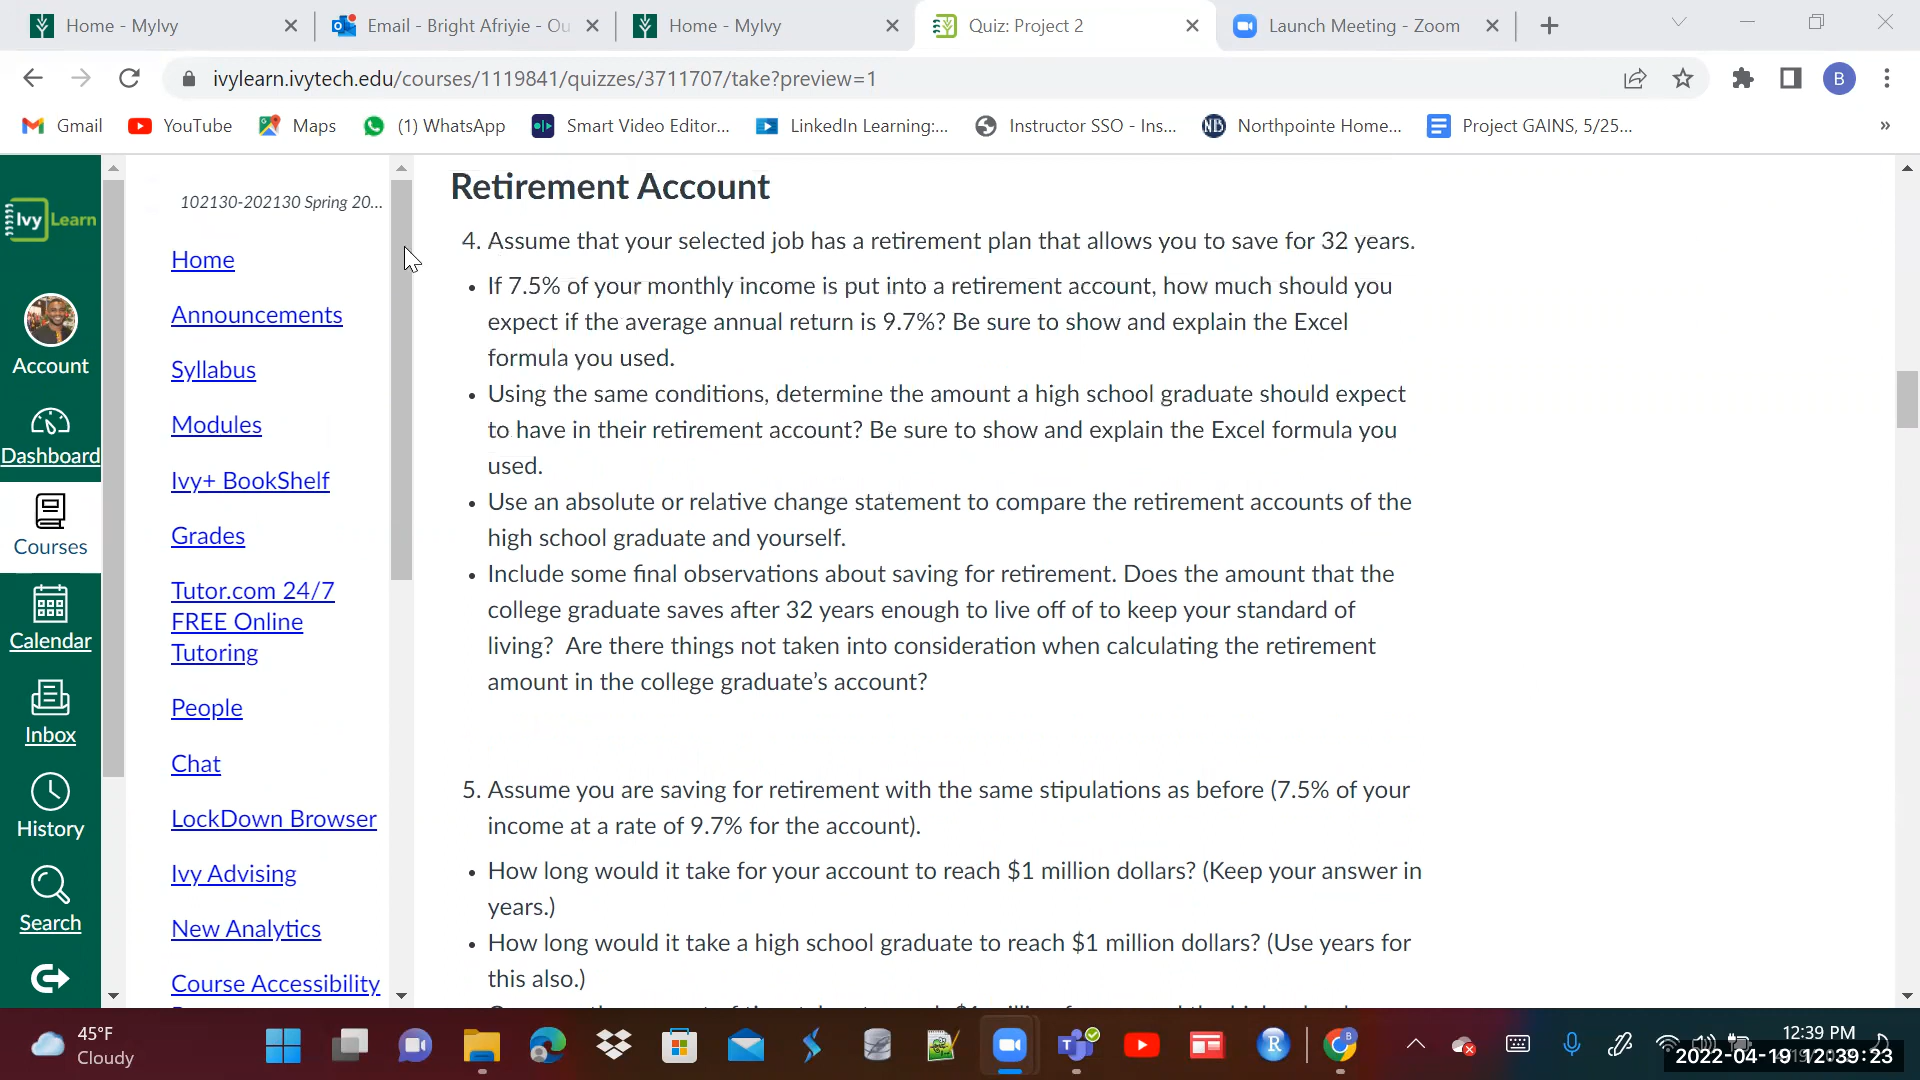 Home - MyIvy
Email - Bright Afriyie - Ou
Home - MyIvy
Quiz: Project 2
Launch Meeting - Zoom
ivylearn.ivytech.edu/courses/1119841/quizzes/3711707/take?preview=1
B
Gmail
YouTube
Maps
(1) WhatsApp
Smart Video Editor...
LinkedIn Learning:...
Instructor SSO - Ins...
Northpointe Home...
Project GAINS, 5/25...
»
Ivy Learn
Account
Dashboard
Courses
Calendar
Inbox
History
Search
102130-202130 Spring 20...
Home
Announcements
Syllabus
Modules
Ivy+ BookShelf
Grades
Tutor.com 24/7
FREE Online
Tutoring
People
Chat
LockDown Browser
Ivy Advising
New Analytics
Course Accessibility
Retirement Account
4. Assume that your selected job has a retirement plan that allows you to save for 32 years.
• If 7.5% of your monthly income is put into a retirement account, how much should you
expect if the average annual return is 9.7%? Be sure to show and explain the Excel
formula you used.
• Using the same conditions, determine the amount a high school graduate should expect
to have in their retirement account? Be sure to show and explain the Excel formula you
used.
• Use an absolute or relative change statement to compare the retirement accounts of the
high school graduate and yourself.
• Include some final observations about saving for retirement. Does the amount that the
college graduate saves after 32 years enough to live off of to keep your standard of
living?  Are there things not taken into consideration when calculating the retirement
amount in the college graduate's account?
5. Assume you are saving for retirement with the same stipulations as before (7.5% of your
income at a rate of 9.7% for the account).
• How long would it take for your account to reach $1 million dollars? (Keep your answer in
years.)
• How long would it take a high school graduate to reach $1 million dollars? (Use years for
this also.)
45°F
Cloudy
12:39 PM
2022-04-19 12:39:23